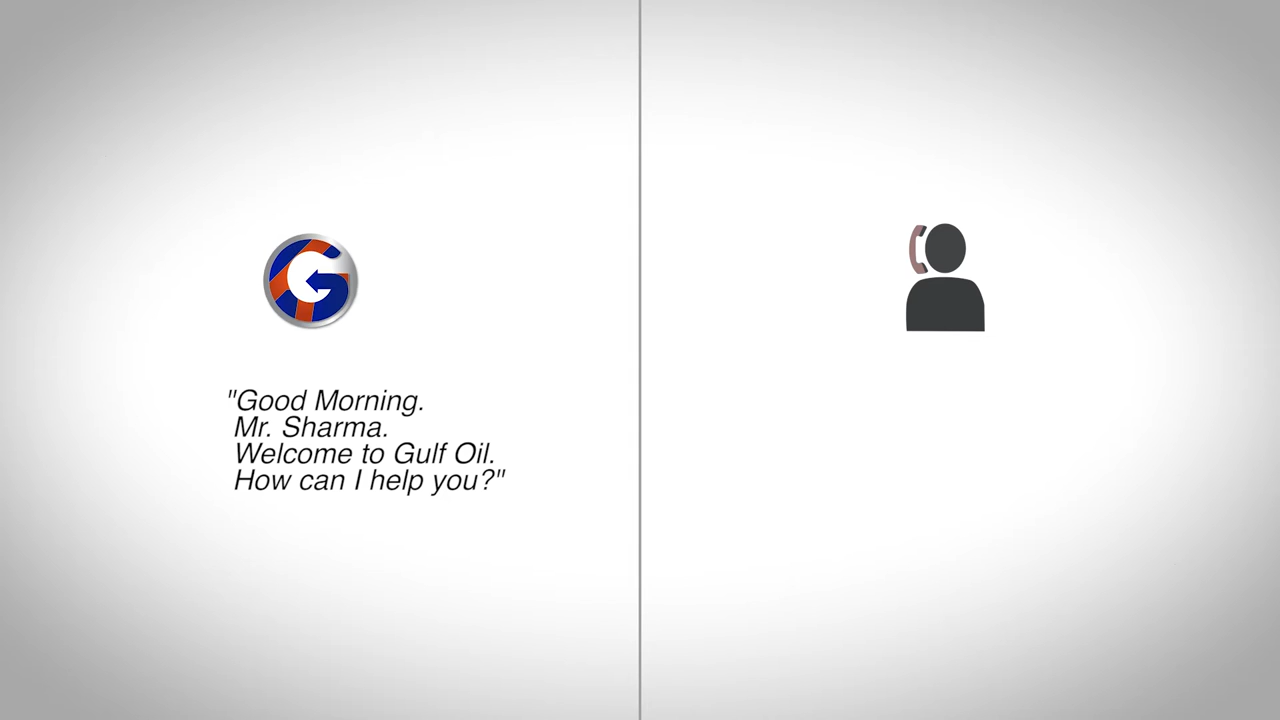 "Good Morning.
Mr. Sharma.
Welcome to Gulf Oil.
How can I help you?"